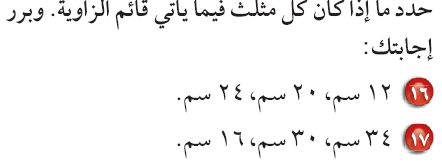 حدد ما إذا كان كل مثلث فيما يأتي قائم الزاوية. وبرر
إجابتك:
١٦ ١٢ سم، ٢٠ سم، ٢٤ سم.
١٧ ٣٤ سم، ٣٠ سم، ١٦ سم.